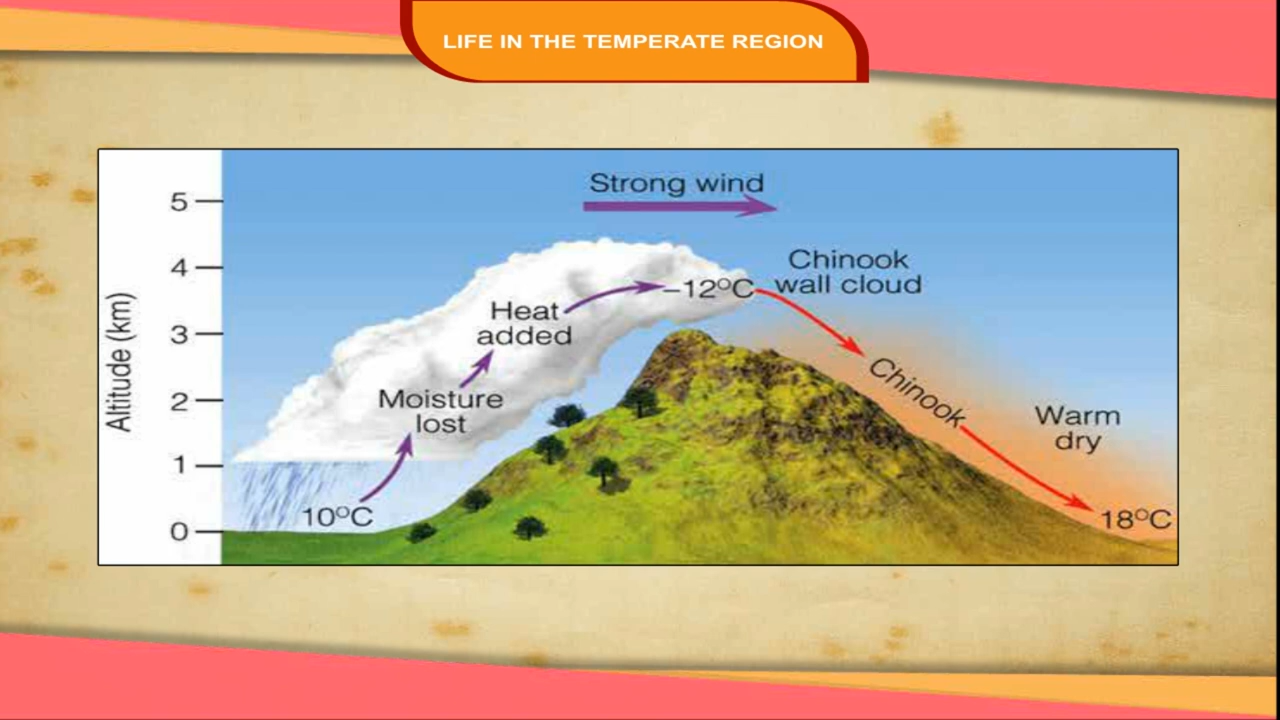 LIFE IN THE TEMPERATE REGION
Strong wind
5
4
3
2
1
0
Altitude (km)
Chinook
wall cloud
–12°C
Heat
added
Moisture
lost
10°C
Chinook
Warm
dry
18°C